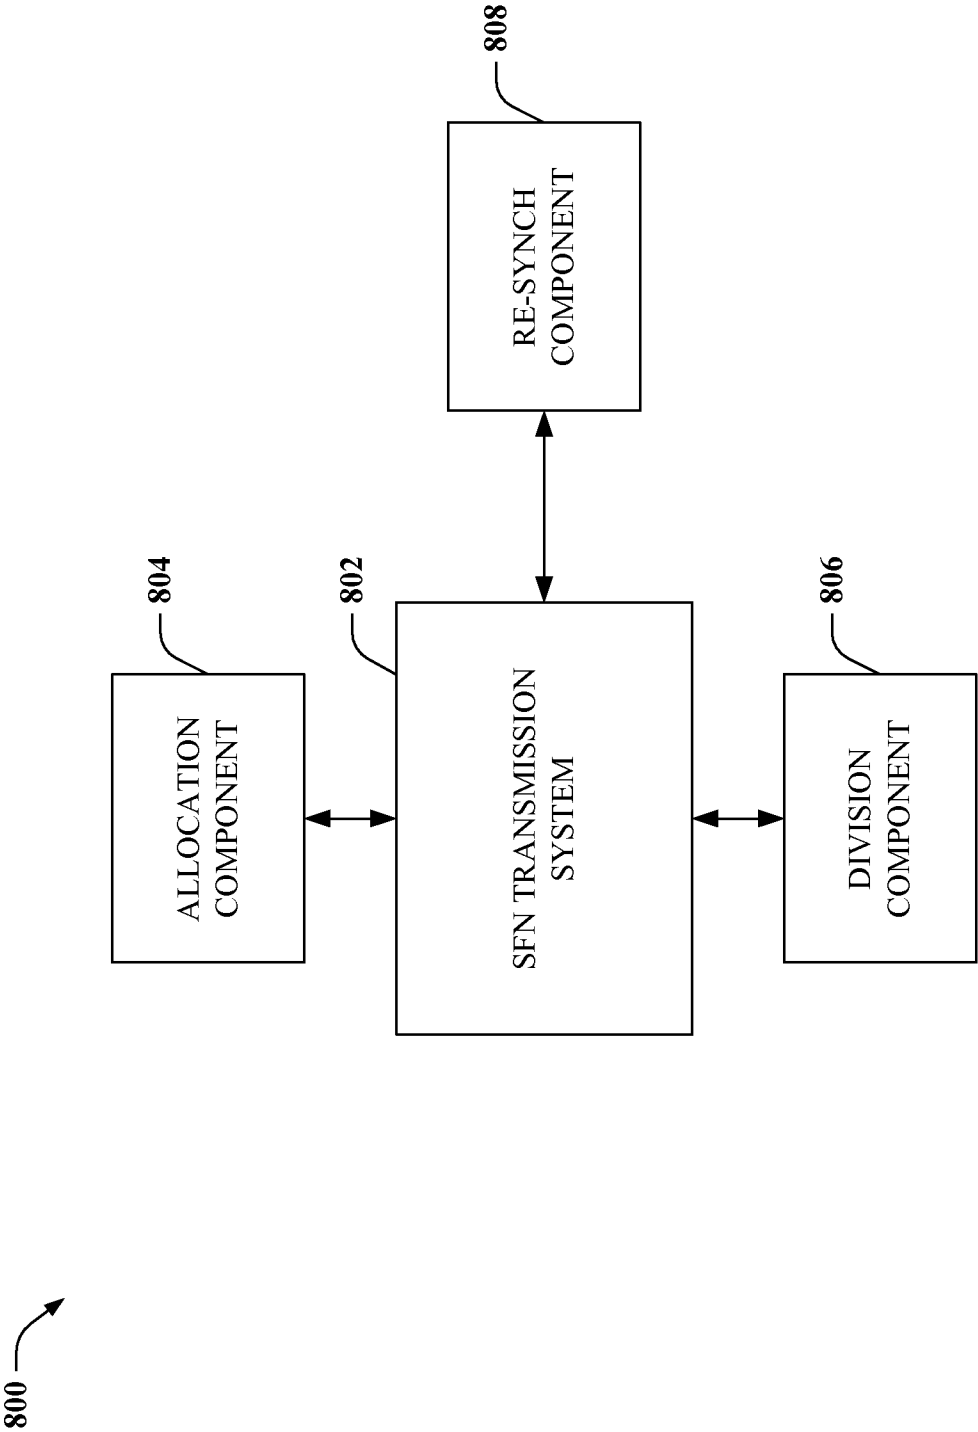 800
804
ALLOCATION
COMPONENT
802
SFN TRANSMISSION
SYSTEM
806
DIVISION
COMPONENT
808
RE-SYNCH
COMPONENT